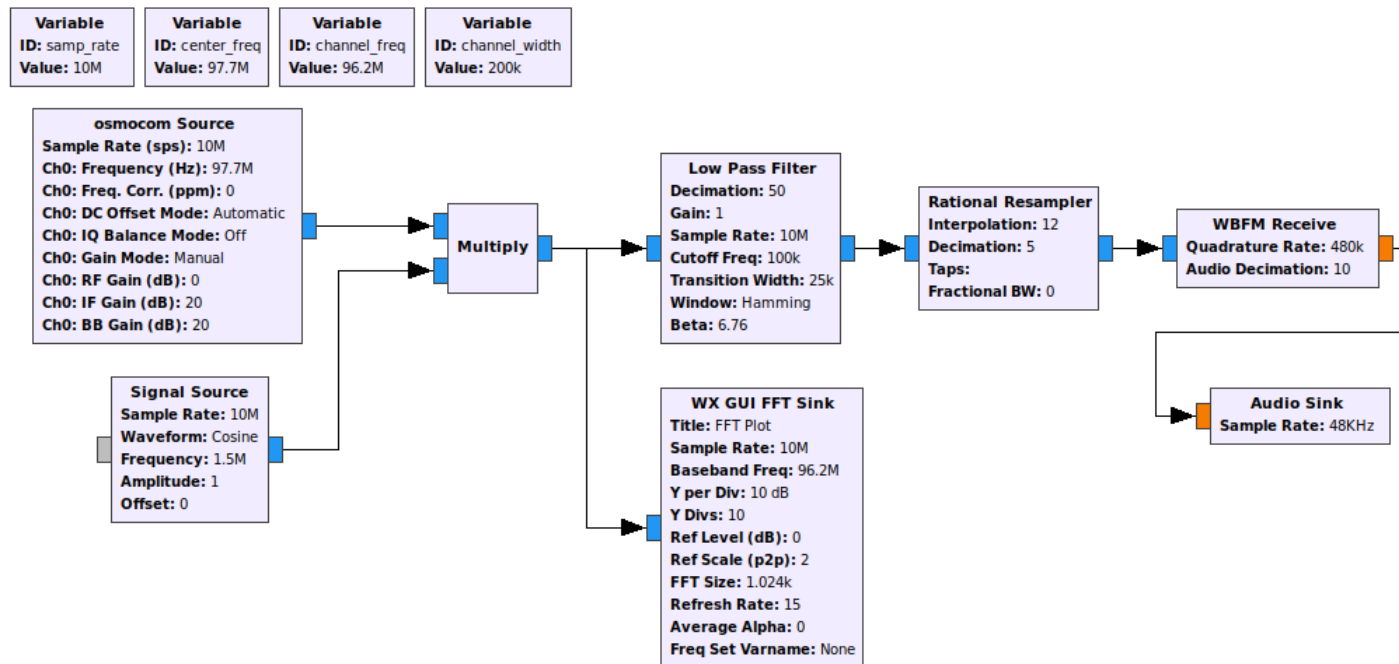 Variable
ID: samp_rate
Value: 10M
Variable
ID: center_freq
Value: 97.7M
Variable
ID: channel_freq
Value: 96.2M
Variable
ID: channel_width
Value: 200k
osmocom Source
Sample Rate (sps): 10M
Ch0: Frequency (Hz): 97.7M
Ch0: Freq. Corr. (ppm): 0
Ch0: DC Offset Mode: Automatic
Ch0: IQ Balance Mode: Off
Ch0: Gain Mode: Manual
Ch0: RF Gain (dB): 0
Ch0: IF Gain (dB): 20
Ch0: BB Gain (dB): 20
Signal Source
Sample Rate: 10M
Waveform: Cosine
Frequency: 1.5M
Amplitude: 1
Offset: 0
Multiply
Low Pass Filter
Decimation: 50
Gain: 1
Sample Rate: 10M
Cutoff Freq: 100k
Transition Width: 25k
Window: Hamming
Beta: 6.76
WX GUI FFT Sink
Title: FFT Plot
Sample Rate: 10M
Baseband Freq: 96.2M
Y per Div: 10 dB
Y Divs: 10
Ref Level (dB): 0
Ref Scale (p2p): 2
FFT Size: 1.024k
Refresh Rate: 15
Average Alpha: 0
Freq Set Varname: None
Rational Resampler
Interpolation: 12
Decimation: 5
Taps:
Fractional BW: 0
WBFM Receive
Quadrature Rate: 480k
Audio Decimation: 10
Audio Sink
Sample Rate: 48KHz